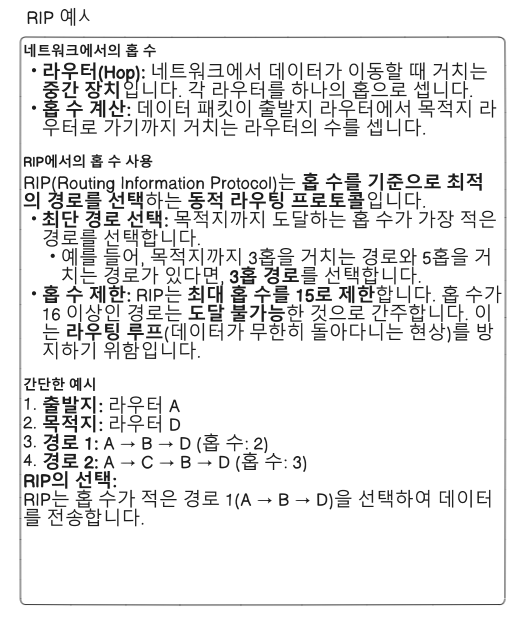 RIP 예시
네트워크에서의 홉 수
• 라우터(Hop): 네트워크에서 데이터가 이동할 때 거치는
중간 장치입니다. 각 라우터를 하나의 홉으로 셉니다.
• 홉 수 계산: 데이터 패킷이 출발지 라우터에서 목적지 라
우터로 가기까지 거치는 라우터의 수를 셉니다.
RIP에서의 홉 수 사용
RIP(Routing Information Protocol)는 홉 수를 기준으로 최적
의 경로를 선택하는 동적 라우팅 프로토콜입니다.
• 최단 경로 선택: 목적지까지 도달하는 홉 수가 가장 적은
경로를 선택합니다.
• 예를 들어, 목적지까지 3홉을 거치는 경로와 5홉을 거
치는 경로가 있다면, 3홉 경로를 선택합니다.
• 홉 수 제한: RIP는 최대 홉 수를 15로 제한합니다. 홉 수가
16 이상인 경로는 도달 불가능한 것으로 간주합니다. 이
는 라우팅 루프(데이터가 무한히 돌아다니는 현상)를 방
지하기 위함입니다.
간단한 예시
1. 출발지: 라우터 A
2. 목적지: 라우터 D
3. 경로 1: A → B → D (홉 수: 2)
4. 경로 2: A → C → B → D (홉 수: 3)
RIP의 선택:
RIP는 홉 수가 적은 경로 1(A → B → D)을 선택하여 데이터
를 전송합니다.